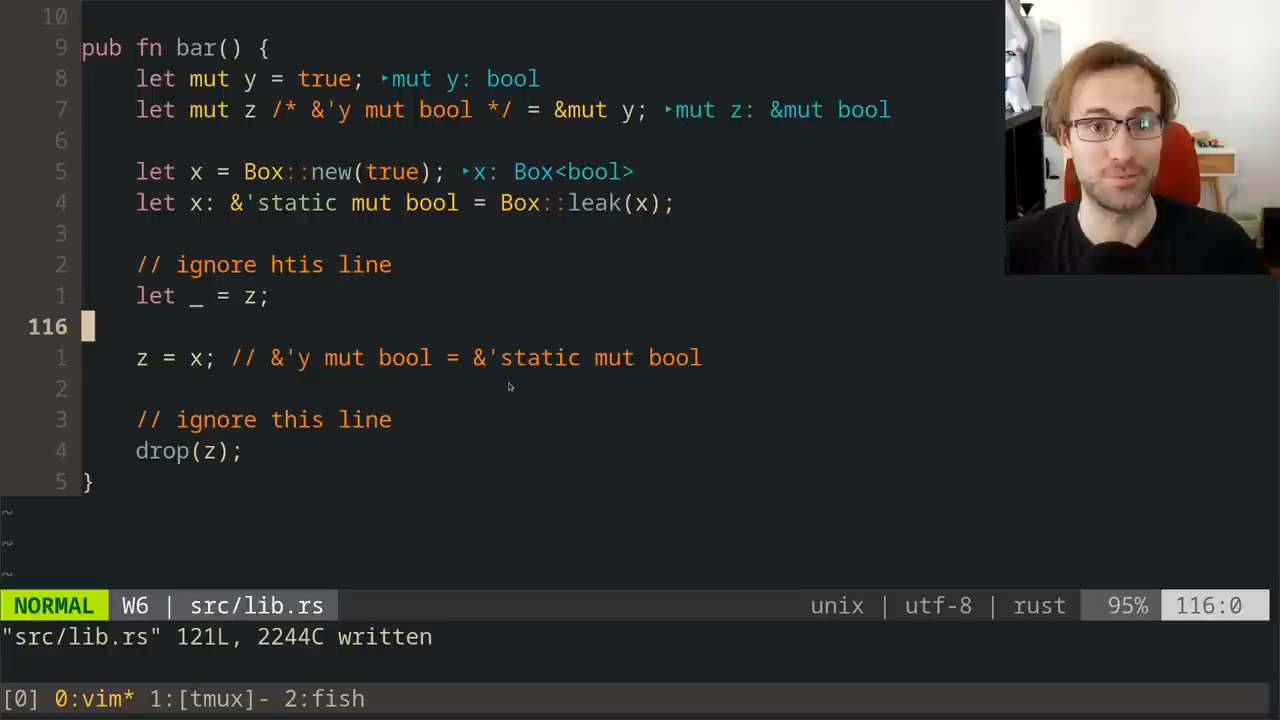 10
9 pub fn bar() {
8 let mut y = true; ‣mut y: bool
7 let mut z /* &'y mut bool */ = &mut y; ‣mut z: &mut bool
6
5 let x = Box::new(true); ‣x: Box<bool>
4 let x: &'static mut bool = Box::leak(x);
3
2 // ignore htis line
1 let _ = z;
116
1 z = x; // &'y mut bool = &'static mut bool
2
3 // ignore this line
4 drop(z);
5 }
~
~
~
NORMAL W6 | src/lib.rs unix | utf-8 | rust 95% 116:0
"src/lib.rs" 121L, 2244C written
[0] 0:vim* 1:[tmux]- 2:fish